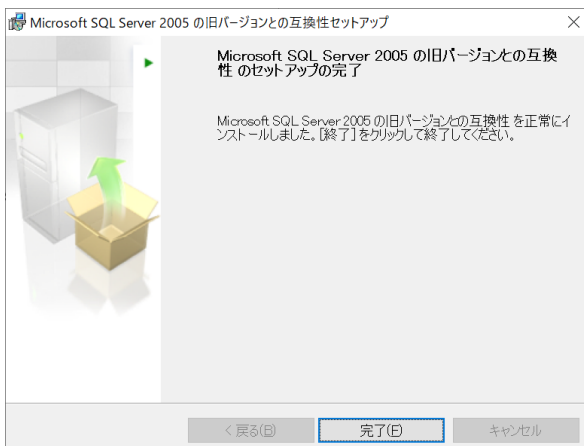 Microsoft SQL Server 2005 の旧バージョンとの互換性セットアップ
Microsoft SQL Server 2005 の旧バージョンとの互換
性 のセットアップの完了
Microsoft SQL Server 2005 の旧バージョンとの互換性 を正常にイ
ンストールしました。[終了] をクリックして終了してください。
< 戻る(B)
完了(F)
キャンセル